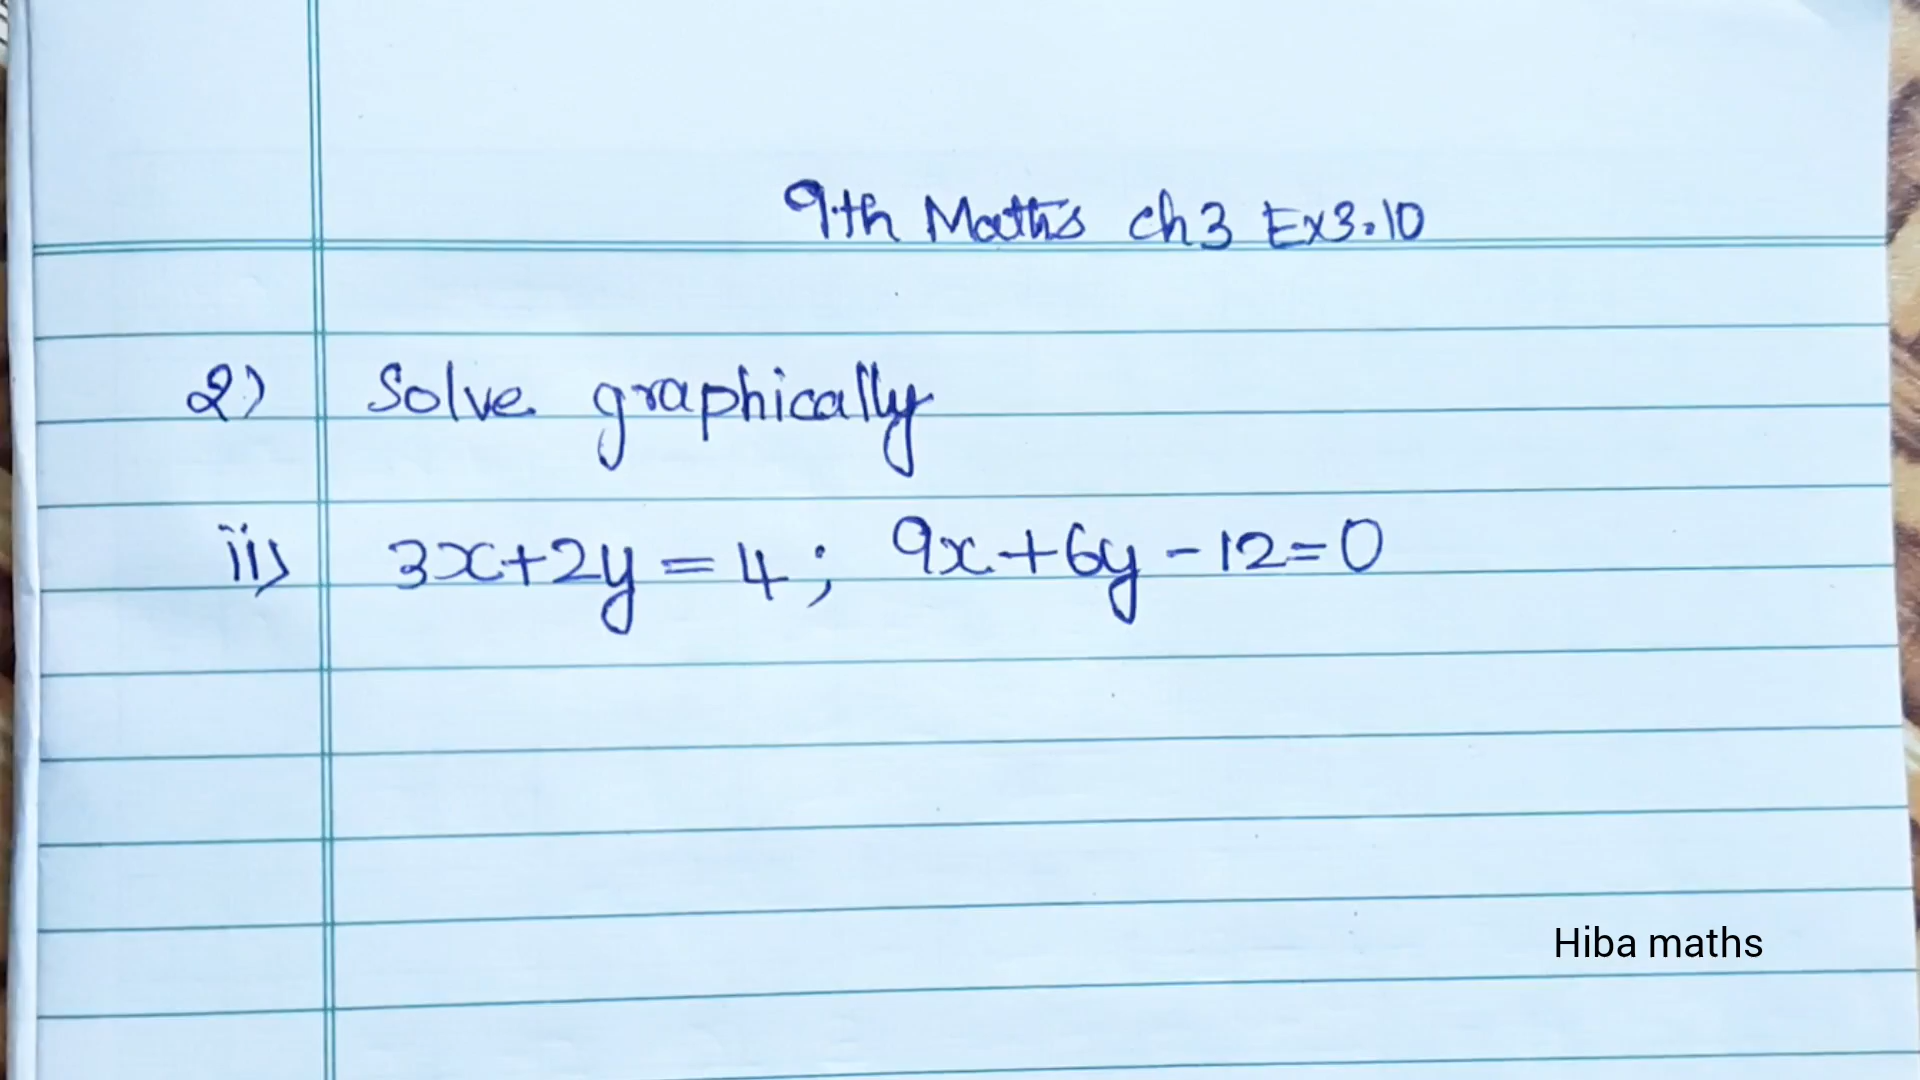 9th Maths ch3 Ex3.10
2) Solve graphically
ii) 3x+2y=4; 9x+6y-12=0
Hiba maths